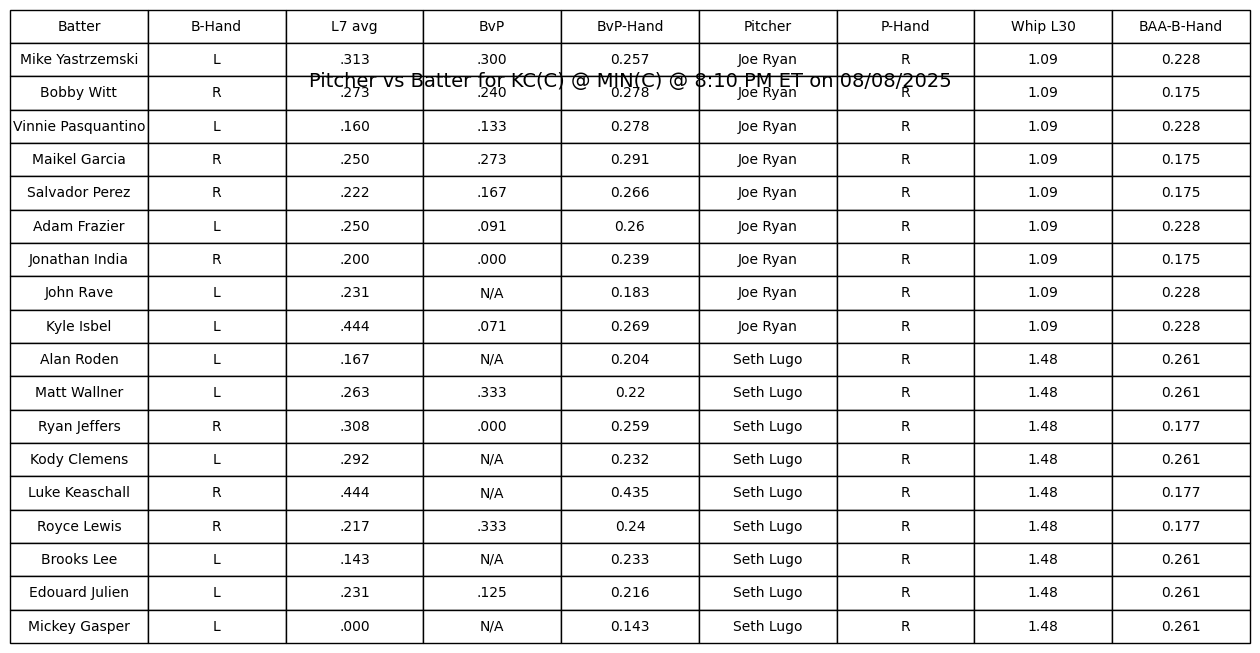 Batter B-Hand L7 avg BvP BvP-Hand Pitcher P-Hand Whip L30 BAA-B-Hand
Mike Yastrzemski L .313 .300 0.257 Joe Ryan R 1.09 0.228
Pitcher vs Batter for KC(C) @ MIN(C) @ 8:10 PM ET on 08/08/2025
Bobby Witt R .273 .240 0.278 Joe Ryan R 1.09 0.175
Vinnie Pasquantino L .160 .133 0.278 Joe Ryan R 1.09 0.228
Maikel Garcia R .250 .273 0.291 Joe Ryan R 1.09 0.175
Salvador Perez R .222 .167 0.266 Joe Ryan R 1.09 0.175
Adam Frazier L .250 .091 0.26 Joe Ryan R 1.09 0.228
Jonathan India R .200 .000 0.239 Joe Ryan R 1.09 0.175
John Rave L .231 N/A 0.183 Joe Ryan R 1.09 0.228
Kyle Isbel L .444 .071 0.269 Joe Ryan R 1.09 0.228
Alan Roden L .167 N/A 0.204 Seth Lugo R 1.48 0.261
Matt Wallner L .263 .333 0.22 Seth Lugo R 1.48 0.261
Ryan Jeffers R .308 .000 0.259 Seth Lugo R 1.48 0.177
Kody Clemens L .292 N/A 0.232 Seth Lugo R 1.48 0.261
Luke Keaschall R .444 N/A 0.435 Seth Lugo R 1.48 0.177
Royce Lewis R .217 .333 0.24 Seth Lugo R 1.48 0.177
Brooks Lee L .143 N/A 0.233 Seth Lugo R 1.48 0.261
Edouard Julien L .231 .125 0.216 Seth Lugo R 1.48 0.261
Mickey Gasper L .000 N/A 0.143 Seth Lugo R 1.48 0.261